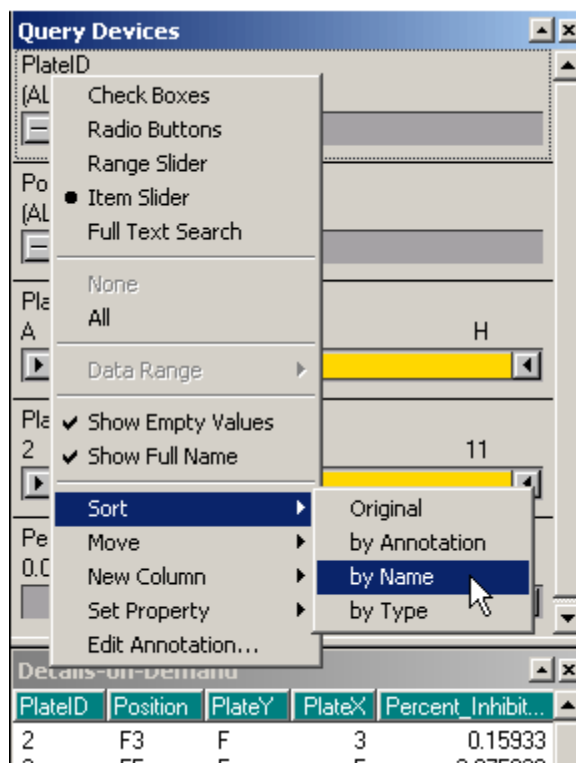 Query Devices
PlateID
(AL
Check Boxes
Radio Buttons
Range Slider
Po
Item Slider
(AL
Full Text Search
None
Pla
All
A
H
Data Range
Pla
Show Empty Values
2
Show Full Name
11
Sort
Original
Pe
Move
by Annotation
0.0
New Column
by Name
Set Property
by Type
Edit Annotation...
Details-on-Demand
PlateID Position PlateY PlateX Percent_Inhibit...
2 F3 F 3 0.15933